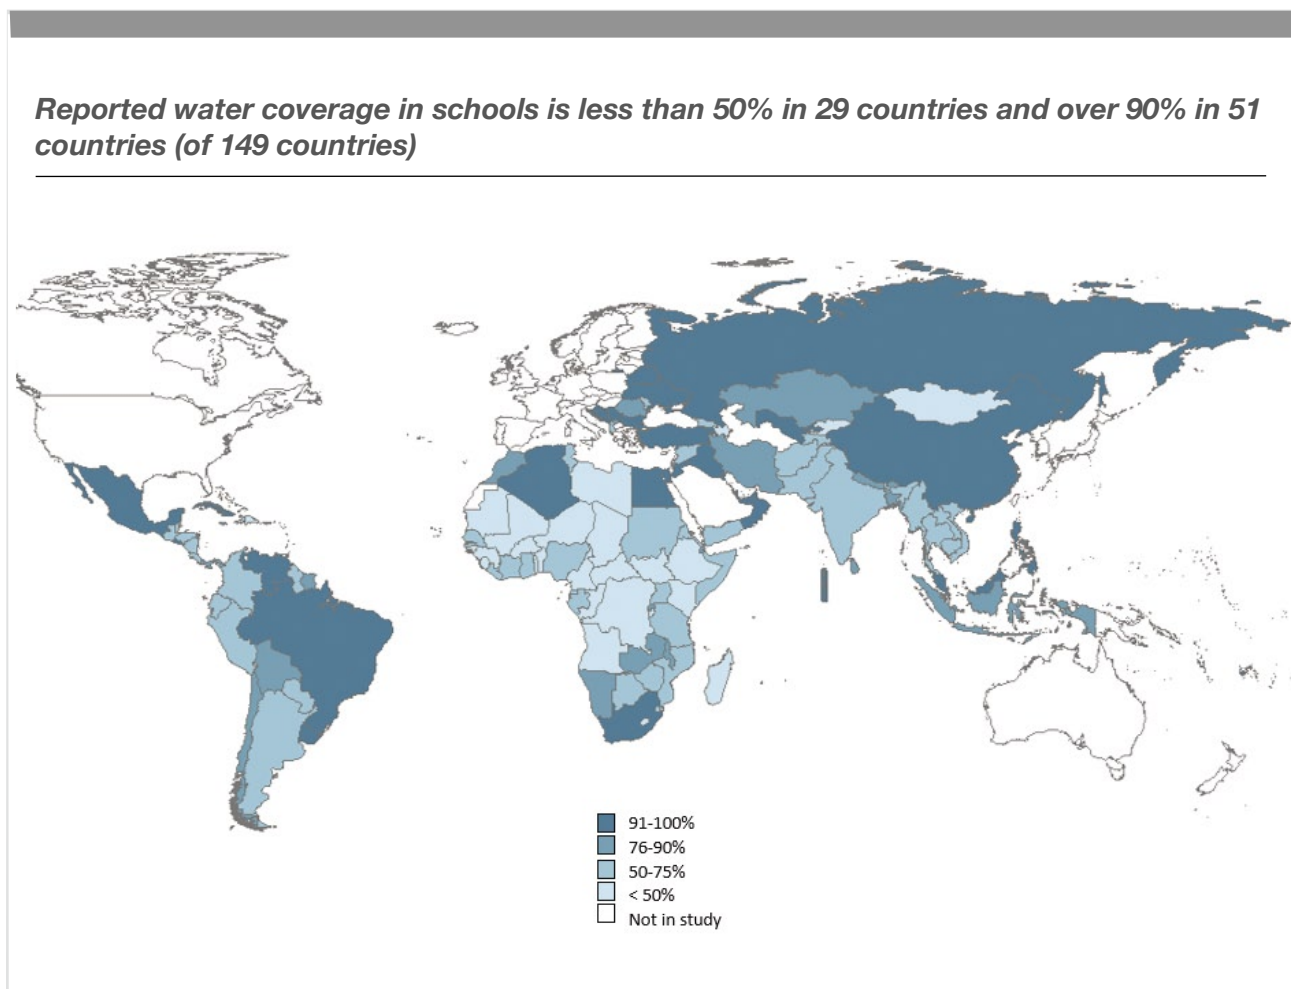 Reported water coverage in schools is less than 50% in 29 countries and over 90% in 51
countries (of 149 countries)
91-100%
76-90%
50-75%
< 50%
Not in study